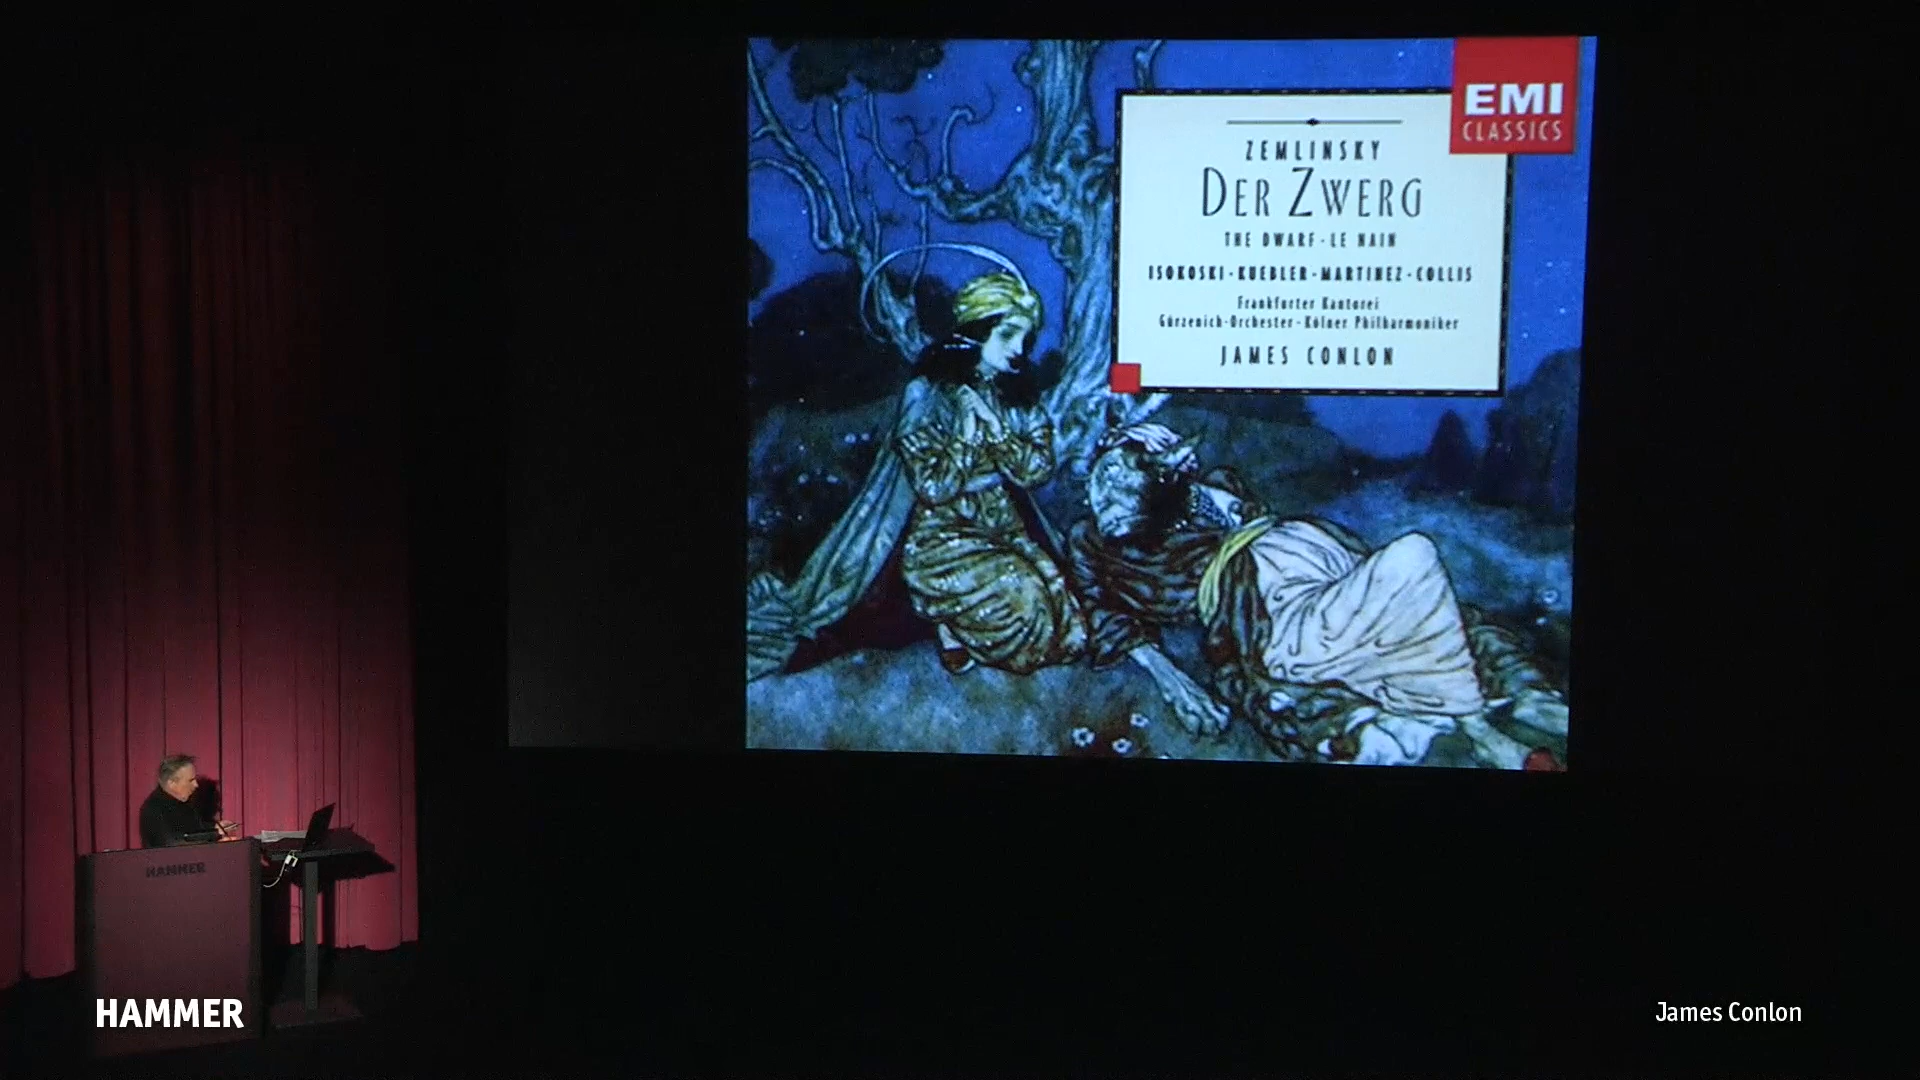 EMI
CLASSICS
ZEMLINSKY
DER ZWERG
THE DWARF · LE NAIN
ISOKOSKI · KUEBLER · MARTINEZ · COLLIS
Frankfurter Kantorei
Gürzenich-Orchester · Kölner Philharmoniker
JAMES CONLON
HAMMER
HAMMER
James Conlon